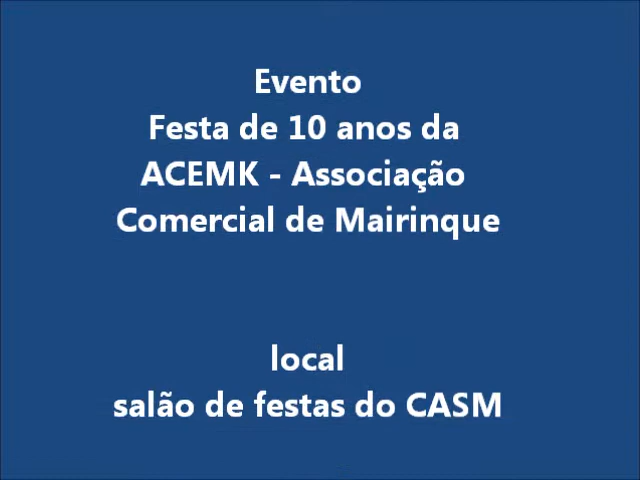 Evento
Festa de 10 anos da
ACEMK - Associação
Comercial de Mairinque
local
salão de festas do CASM